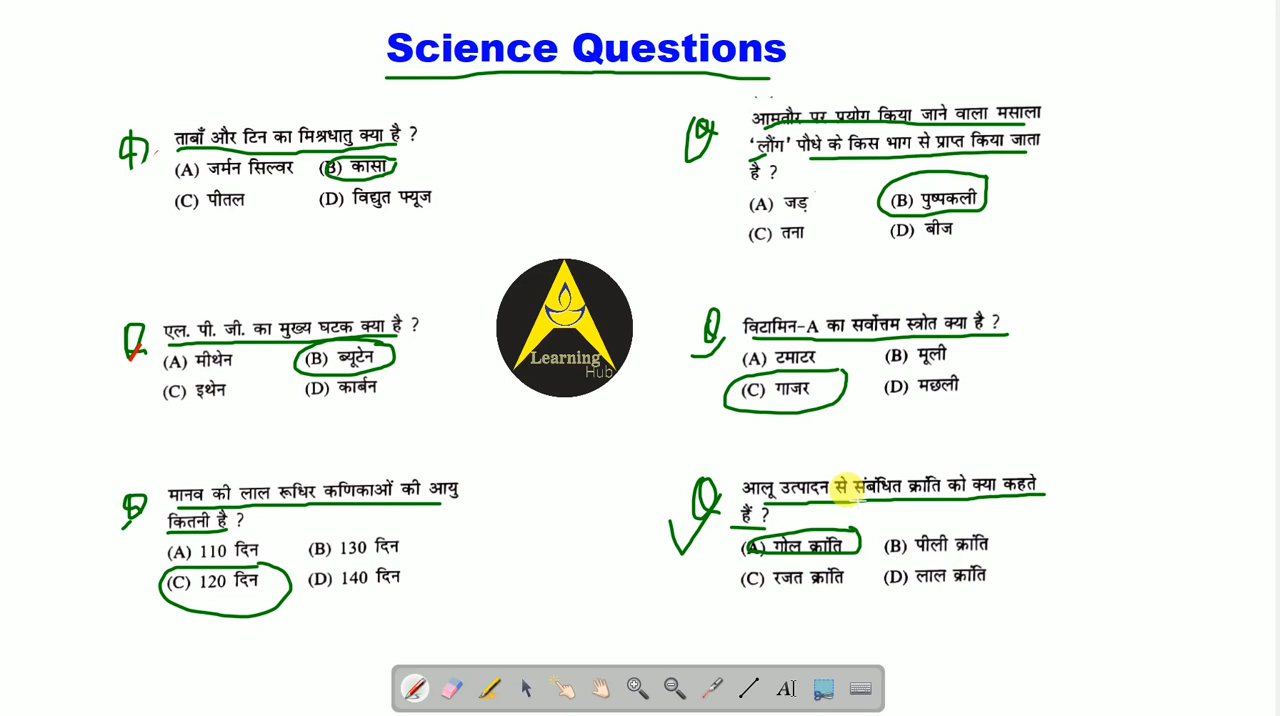 Science Questions
ताबाँ और टिन का मिश्रधातु क्या है ?
(A) जर्मन सिल्वर (B) कासा
(C) पीतल (D) विद्युत फ्यूज
एल. पी. जी. का मुख्य घटक क्या है ?
(A) मीथेन (B) ब्यूटेन
(C) इथेन (D) कार्बन
मानव की लाल रूधिर कणिकाओं की आयु
कितनी है ?
(A) 110 दिन (B) 130 दिन
(C) 120 दिन (D) 140 दिन
Learning
Hub
आमतौर पर प्रयोग किया जाने वाला मसाला
‘लौंग’ पौधे के किस भाग से प्राप्त किया जाता
है ?
(A) जड़ (B) पुष्पकली
(C) तना (D) बीज
विटामिन-A का सर्वोत्तम स्त्रोत क्या है ?
(A) टमाटर (B) मूली
(C) गाजर (D) मछली
आलू उत्पादन से संबंधित क्रांति को क्या कहते
हैं ?
(A) गोल क्रांति (B) पीली क्रांति
(C) रजत क्रांति (D) लाल क्रांति